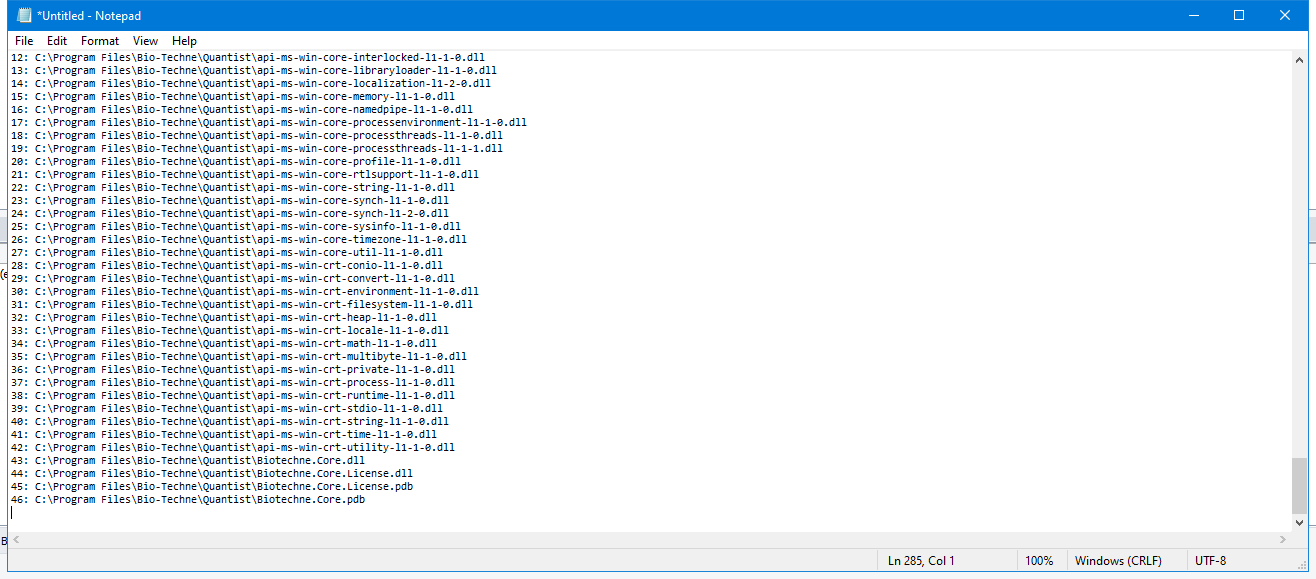 *Untitled - Notepad
File Edit Format View Help
12: C:\Program Files\Bio-Techne\Quantist\api-ms-win-core-interlocked-l1-1-0.dll
13: C:\Program Files\Bio-Techne\Quantist\api-ms-win-core-libraryloader-l1-1-0.dll
14: C:\Program Files\Bio-Techne\Quantist\api-ms-win-core-localization-l1-2-0.dll
15: C:\Program Files\Bio-Techne\Quantist\api-ms-win-core-memory-l1-1-0.dll
16: C:\Program Files\Bio-Techne\Quantist\api-ms-win-core-namedpipe-l1-1-0.dll
17: C:\Program Files\Bio-Techne\Quantist\api-ms-win-core-processenvironment-l1-1-0.dll
18: C:\Program Files\Bio-Techne\Quantist\api-ms-win-core-processthreads-l1-1-0.dll
19: C:\Program Files\Bio-Techne\Quantist\api-ms-win-core-processthreads-l1-1-1.dll
20: C:\Program Files\Bio-Techne\Quantist\api-ms-win-core-profile-l1-1-0.dll
21: C:\Program Files\Bio-Techne\Quantist\api-ms-win-core-rtlsupport-l1-1-0.dll
22: C:\Program Files\Bio-Techne\Quantist\api-ms-win-core-string-l1-1-0.dll
23: C:\Program Files\Bio-Techne\Quantist\api-ms-win-core-synch-l1-1-0.dll
24: C:\Program Files\Bio-Techne\Quantist\api-ms-win-core-synch-l1-2-0.dll
25: C:\Program Files\Bio-Techne\Quantist\api-ms-win-core-sysinfo-l1-1-0.dll
26: C:\Program Files\Bio-Techne\Quantist\api-ms-win-core-timezone-l1-1-0.dll
27: C:\Program Files\Bio-Techne\Quantist\api-ms-win-core-util-l1-1-0.dll
28: C:\Program Files\Bio-Techne\Quantist\api-ms-win-crt-conio-l1-1-0.dll
29: C:\Program Files\Bio-Techne\Quantist\api-ms-win-crt-convert-l1-1-0.dll
30: C:\Program Files\Bio-Techne\Quantist\api-ms-win-crt-environment-l1-1-0.dll
31: C:\Program Files\Bio-Techne\Quantist\api-ms-win-crt-filesystem-l1-1-0.dll
32: C:\Program Files\Bio-Techne\Quantist\api-ms-win-crt-heap-l1-1-0.dll
33: C:\Program Files\Bio-Techne\Quantist\api-ms-win-crt-locale-l1-1-0.dll
34: C:\Program Files\Bio-Techne\Quantist\api-ms-win-crt-math-l1-1-0.dll
35: C:\Program Files\Bio-Techne\Quantist\api-ms-win-crt-multibyte-l1-1-0.dll
36: C:\Program Files\Bio-Techne\Quantist\api-ms-win-crt-private-l1-1-0.dll
37: C:\Program Files\Bio-Techne\Quantist\api-ms-win-crt-process-l1-1-0.dll
38: C:\Program Files\Bio-Techne\Quantist\api-ms-win-crt-runtime-l1-1-0.dll
39: C:\Program Files\Bio-Techne\Quantist\api-ms-win-crt-stdio-l1-1-0.dll
40: C:\Program Files\Bio-Techne\Quantist\api-ms-win-crt-string-l1-1-0.dll
41: C:\Program Files\Bio-Techne\Quantist\api-ms-win-crt-time-l1-1-0.dll
42: C:\Program Files\Bio-Techne\Quantist\api-ms-win-crt-utility-l1-1-0.dll
43: C:\Program Files\Bio-Techne\Quantist\Biotechne.Core.dll
44: C:\Program Files\Bio-Techne\Quantist\Biotechne.Core.License.dll
45: C:\Program Files\Bio-Techne\Quantist\Biotechne.Core.License.pdb
46: C:\Program Files\Bio-Techne\Quantist\Biotechne.Core.pdb
Ln 285, Col 1 100% Windows (CRLF) UTF-8